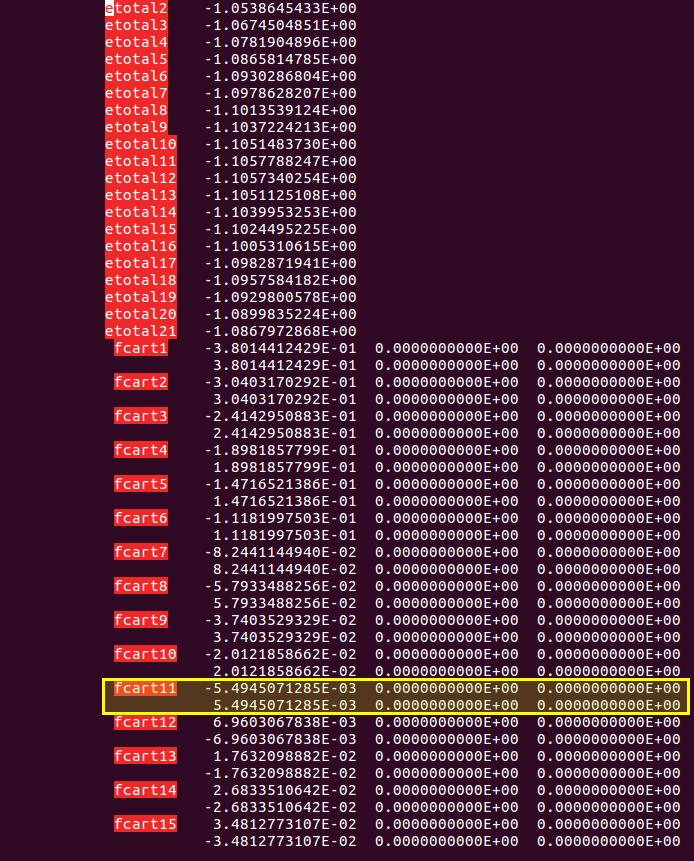 etotal2 -1.0538645433E+00
etotal3 -1.0674504851E+00
etotal4 -1.0781904896E+00
etotal5 -1.0865814785E+00
etotal6 -1.0930286804E+00
etotal7 -1.0978628207E+00
etotal8 -1.1013539124E+00
etotal9 -1.1037224213E+00
etotal10 -1.1051483730E+00
etotal11 -1.1057788247E+00
etotal12 -1.1057340254E+00
etotal13 -1.1051125108E+00
etotal14 -1.1039953253E+00
etotal15 -1.1024495225E+00
etotal16 -1.1005310615E+00
etotal17 -1.0982871941E+00
etotal18 -1.0957584182E+00
etotal19 -1.0929800578E+00
etotal20 -1.0899835224E+00
etotal21 -1.0867972868E+00
fcart1 -3.8014412429E-01 0.0000000000E+00 0.0000000000E+00
3.8014412429E-01 0.0000000000E+00 0.0000000000E+00
fcart2 -3.0403170292E-01 0.0000000000E+00 0.0000000000E+00
3.0403170292E-01 0.0000000000E+00 0.0000000000E+00
fcart3 -2.4142950883E-01 0.0000000000E+00 0.0000000000E+00
2.4142950883E-01 0.0000000000E+00 0.0000000000E+00
fcart4 -1.8981857799E-01 0.0000000000E+00 0.0000000000E+00
1.8981857799E-01 0.0000000000E+00 0.0000000000E+00
fcart5 -1.4716521386E-01 0.0000000000E+00 0.0000000000E+00
1.4716521386E-01 0.0000000000E+00 0.0000000000E+00
fcart6 -1.1181997503E-01 0.0000000000E+00 0.0000000000E+00
1.1181997503E-01 0.0000000000E+00 0.0000000000E+00
fcart7 -8.2441144940E-02 0.0000000000E+00 0.0000000000E+00
8.2441144940E-02 0.0000000000E+00 0.0000000000E+00
fcart8 -5.7933488256E-02 0.0000000000E+00 0.0000000000E+00
5.7933488256E-02 0.0000000000E+00 0.0000000000E+00
fcart9 -3.7403529329E-02 0.0000000000E+00 0.0000000000E+00
3.7403529329E-02 0.0000000000E+00 0.0000000000E+00
fcart10 -2.0121858662E-02 0.0000000000E+00 0.0000000000E+00
2.0121858662E-02 0.0000000000E+00 0.0000000000E+00
fcart11 -5.4945071285E-03 0.0000000000E+00 0.0000000000E+00
5.4945071285E-03 0.0000000000E+00 0.0000000000E+00
fcart12 6.9603067838E-03 0.0000000000E+00 0.0000000000E+00
-6.9603067838E-03 0.0000000000E+00 0.0000000000E+00
fcart13 1.7632098882E-02 0.0000000000E+00 0.0000000000E+00
-1.7632098882E-02 0.0000000000E+00 0.0000000000E+00
fcart14 2.6833510642E-02 0.0000000000E+00 0.0000000000E+00
-2.6833510642E-02 0.0000000000E+00 0.0000000000E+00
fcart15 3.4812773107E-02 0.0000000000E+00 0.0000000000E+00
-3.4812773107E-02 0.0000000000E+00 0.0000000000E+00